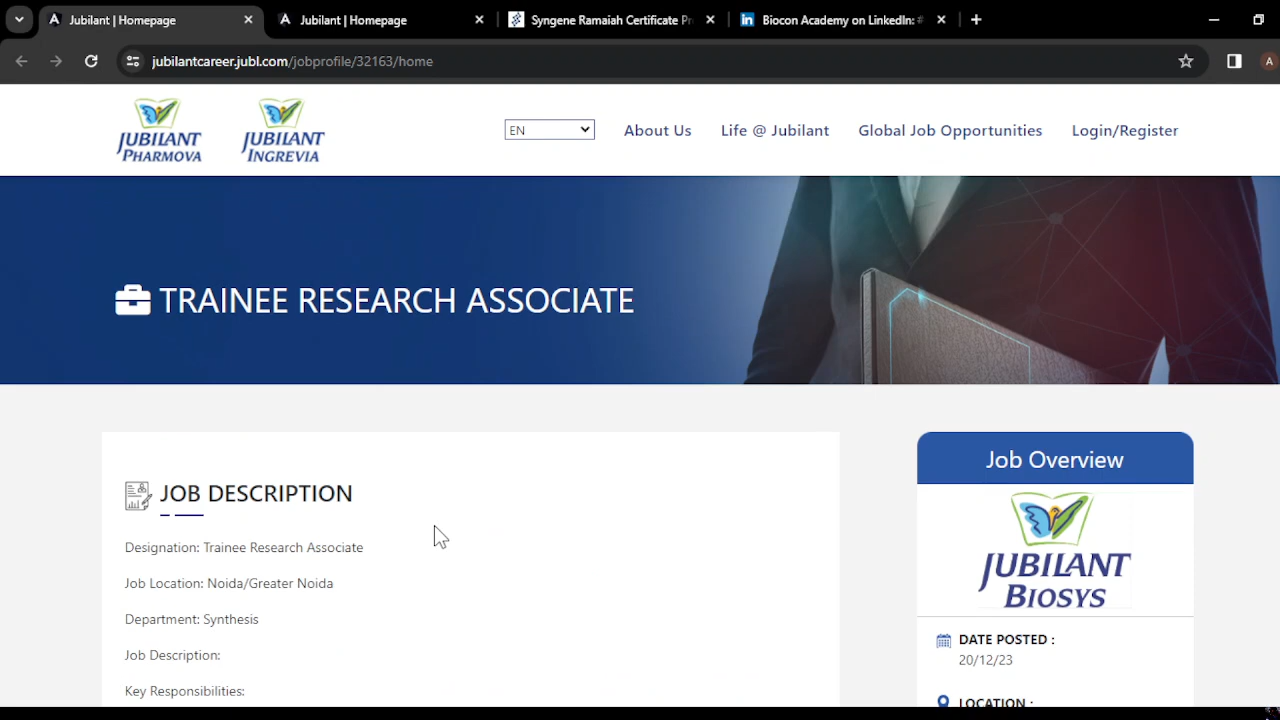 Jubilant | Homepage
Jubilant | Homepage
Syngene Ramaiah Certificate Pr
Biocon Academy on LinkedIn: #
jubilantcareer.jubl.com/jobprofile/32163/home
A
JUBILANT
PHARMOVA
JUBILANT
INGREVIA
EN
About Us
Life @ Jubilant
Global Job Opportunities
Login/Register
TRAINEE RESEARCH ASSOCIATE
JOB DESCRIPTION
Designation: Trainee Research Associate
Job Location: Noida/Greater Noida
Department: Synthesis
Job Description:
Key Responsibilities:
Job Overview
JUBILANT
BIOSYS
DATE POSTED :
20/12/23
LOCATION :